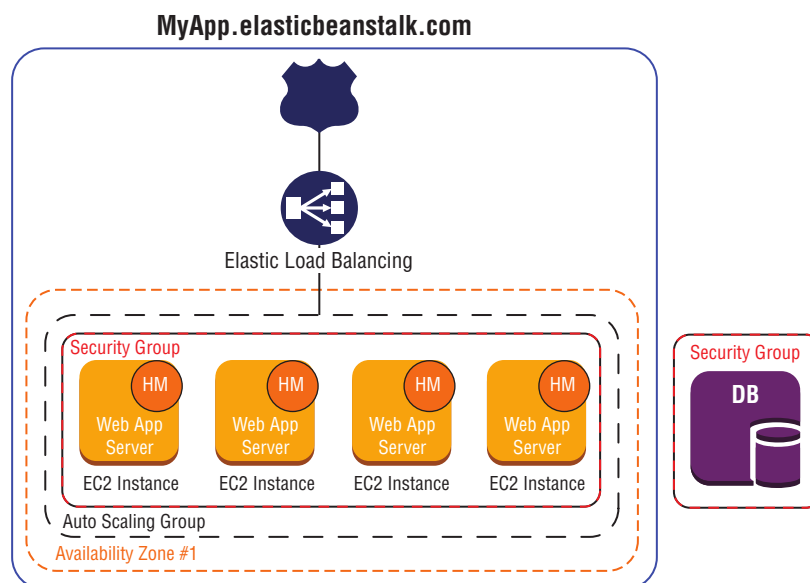 MyApp.elasticbeanstalk.com
Elastic Load Balancing
Security Group
HM
HM
HM
HM
Web App
Server
Web App
Server
Web App
Server
Web App
Server
EC2 Instance
EC2 Instance
EC2 Instance
EC2 Instance
Auto Scaling Group
Availability Zone #1
Security Group
DB